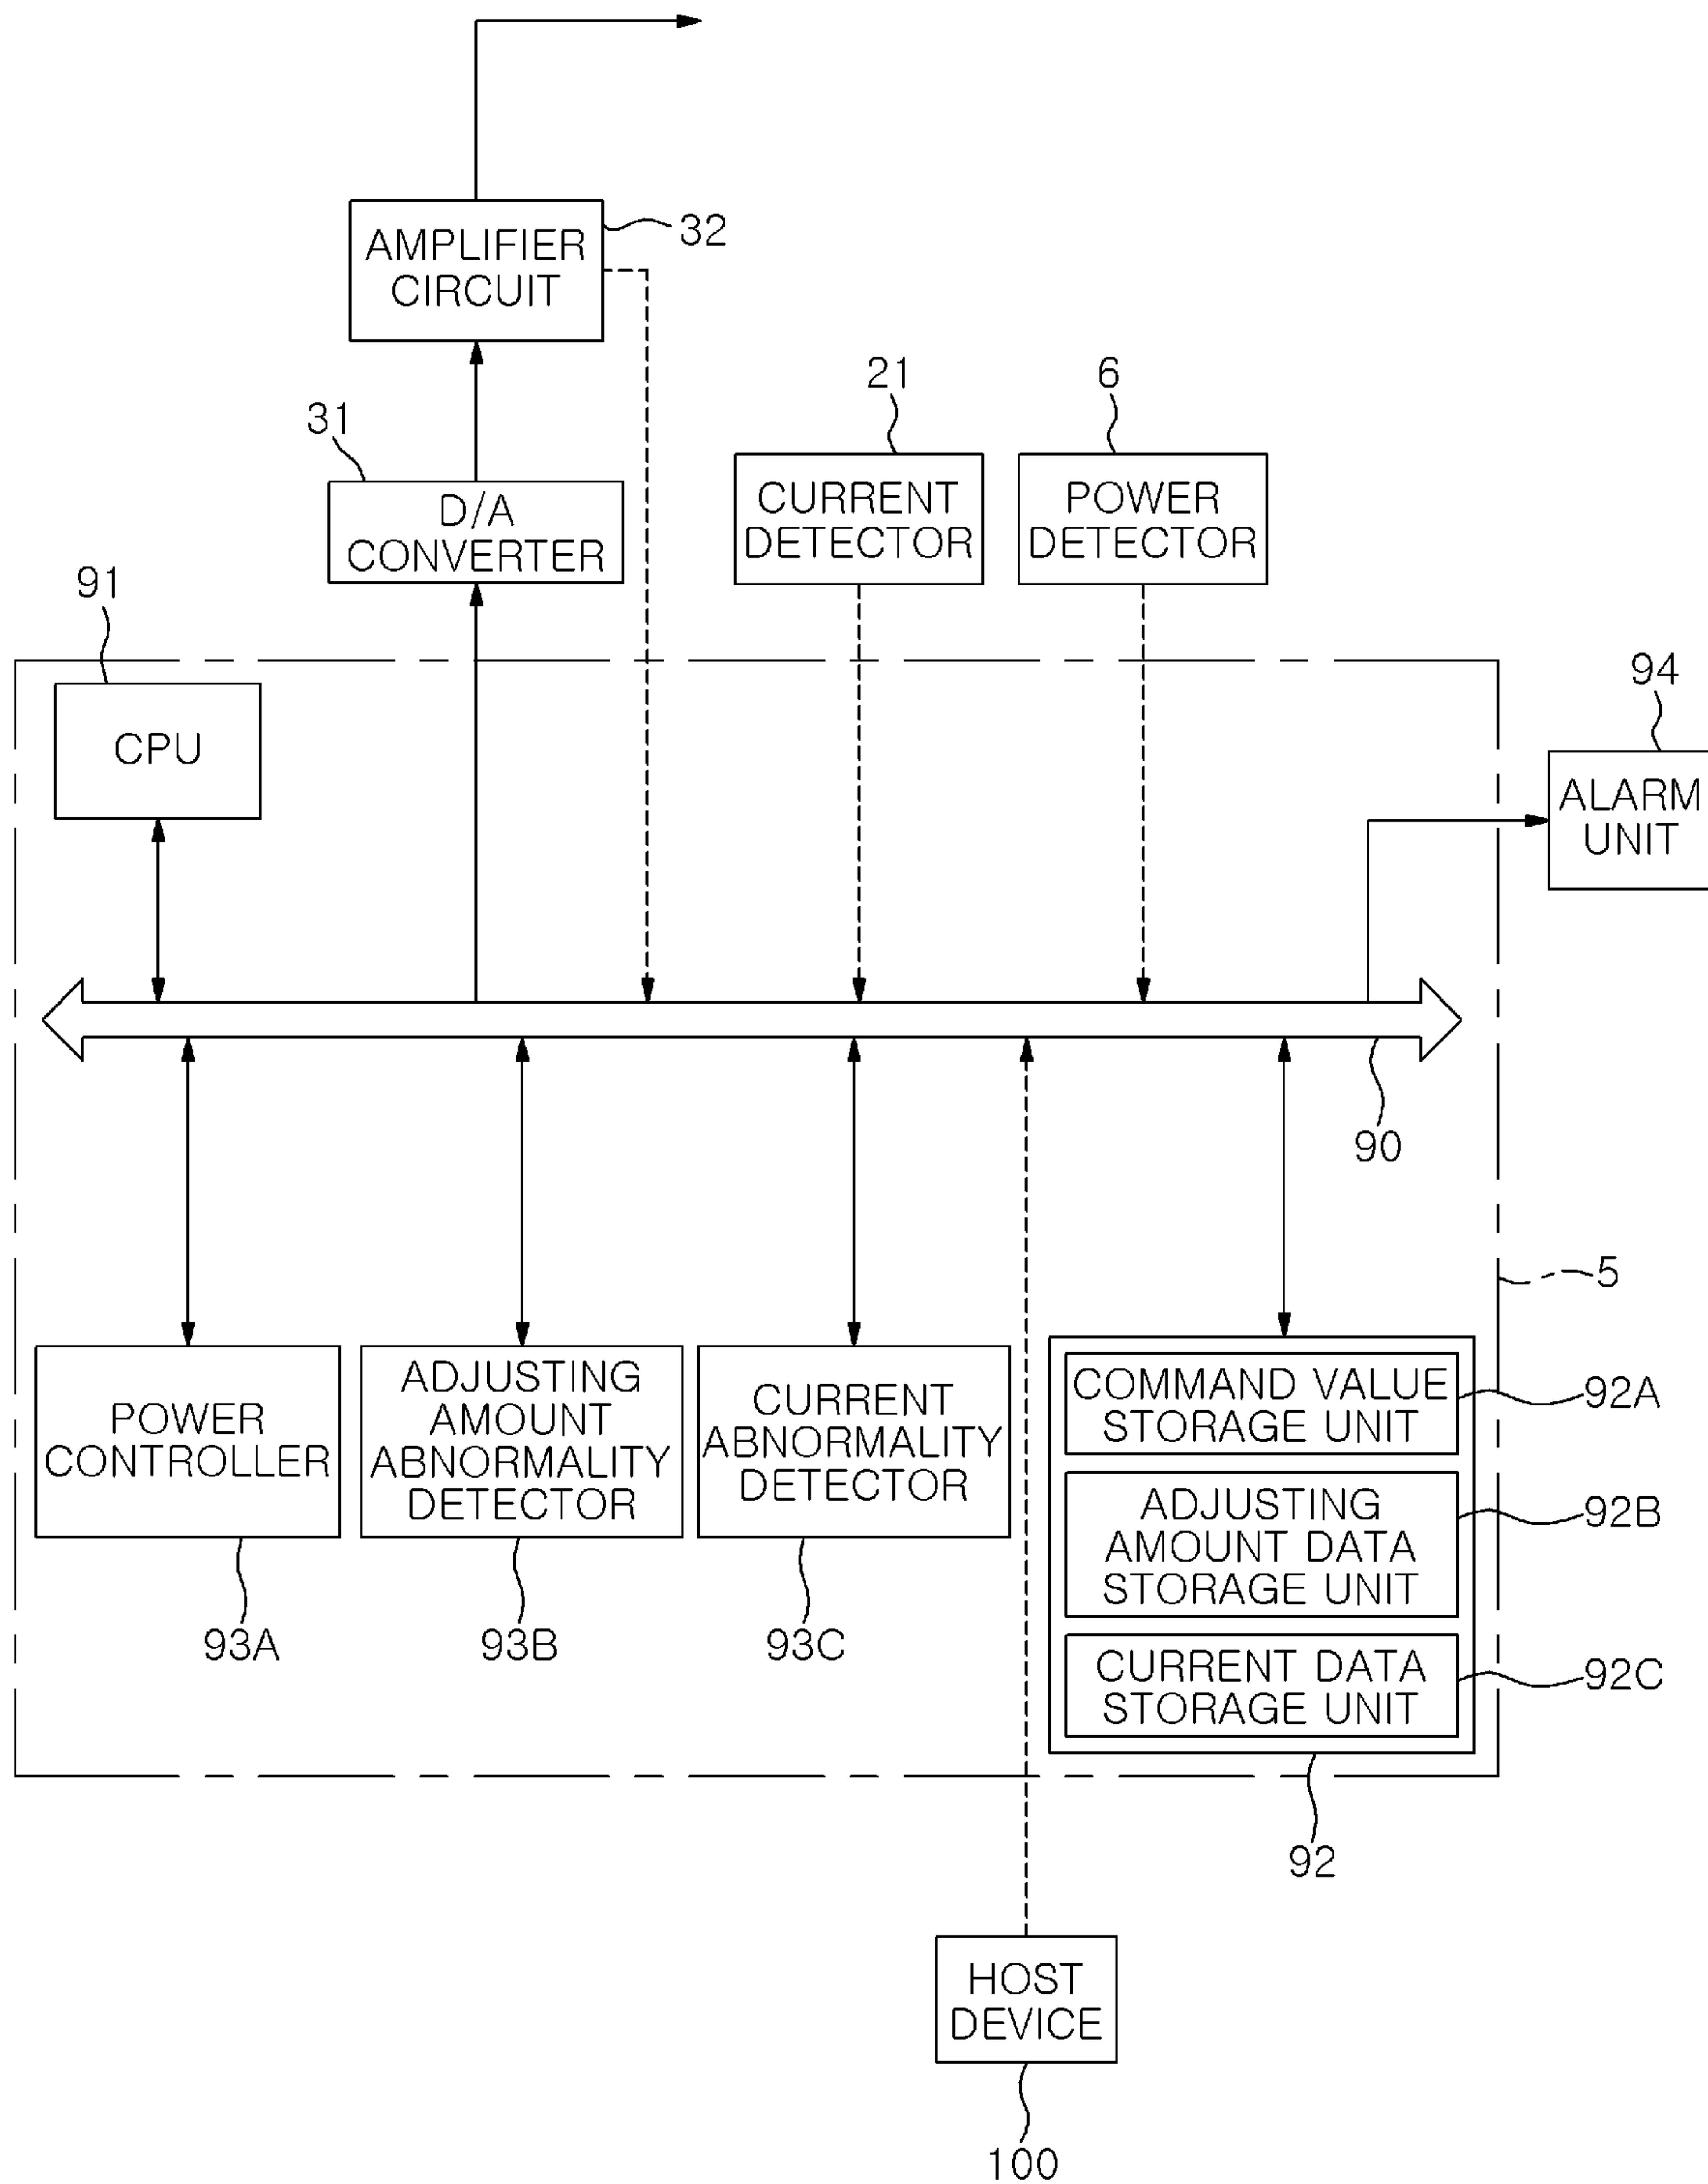 AMPLIFIER
CIRCUIT
32
31
D/A
CONVERTER
21
CURRENT
DETECTOR
6
POWER
DETECTOR
91
CPU
94
ALARM
UNIT
90
5
POWER
CONTROLLER
93A
ADJUSTING
AMOUNT
ABNORMALITY
DETECTOR
93B
CURRENT
ABNORMALITY
DETECTOR
93C
COMMAND VALUE
STORAGE UNIT
92A
ADJUSTING
AMOUNT DATA
STORAGE UNIT
92B
CURRENT DATA
STORAGE UNIT
92C
92
HOST
DEVICE
100